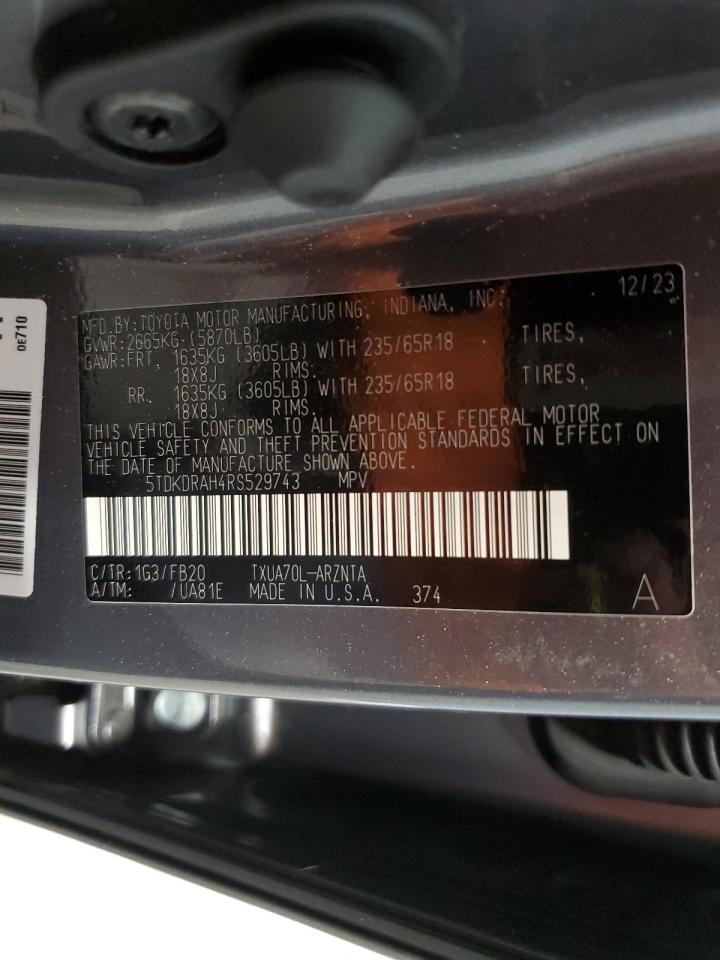 12/23
MFD.BY:TOYOTA MOTOR MANUFACTURING, INDIANA, INC.
GVWR:2665KG (5870LB)
GAWR:FRT. 1635KG (3605LB) WITH 235/65R18 TIRES,
18X8J RIMS.
RR. 1635KG (3605LB) WITH 235/65R18 TIRES,
18X8J RIMS.
THIS VEHICLE CONFORMS TO ALL APPLICABLE FEDERAL MOTOR
VEHICLE SAFETY AND THEFT PREVENTION STANDARDS IN EFFECT ON
THE DATE OF MANUFACTURE SHOWN ABOVE.
5TDKDRAH4RS529743 MPV
C/TR:1G3/FB20 TXUA70L-ARZNTA
A/TM: /UA81E MADE IN U.S.A. 374
A
0E710